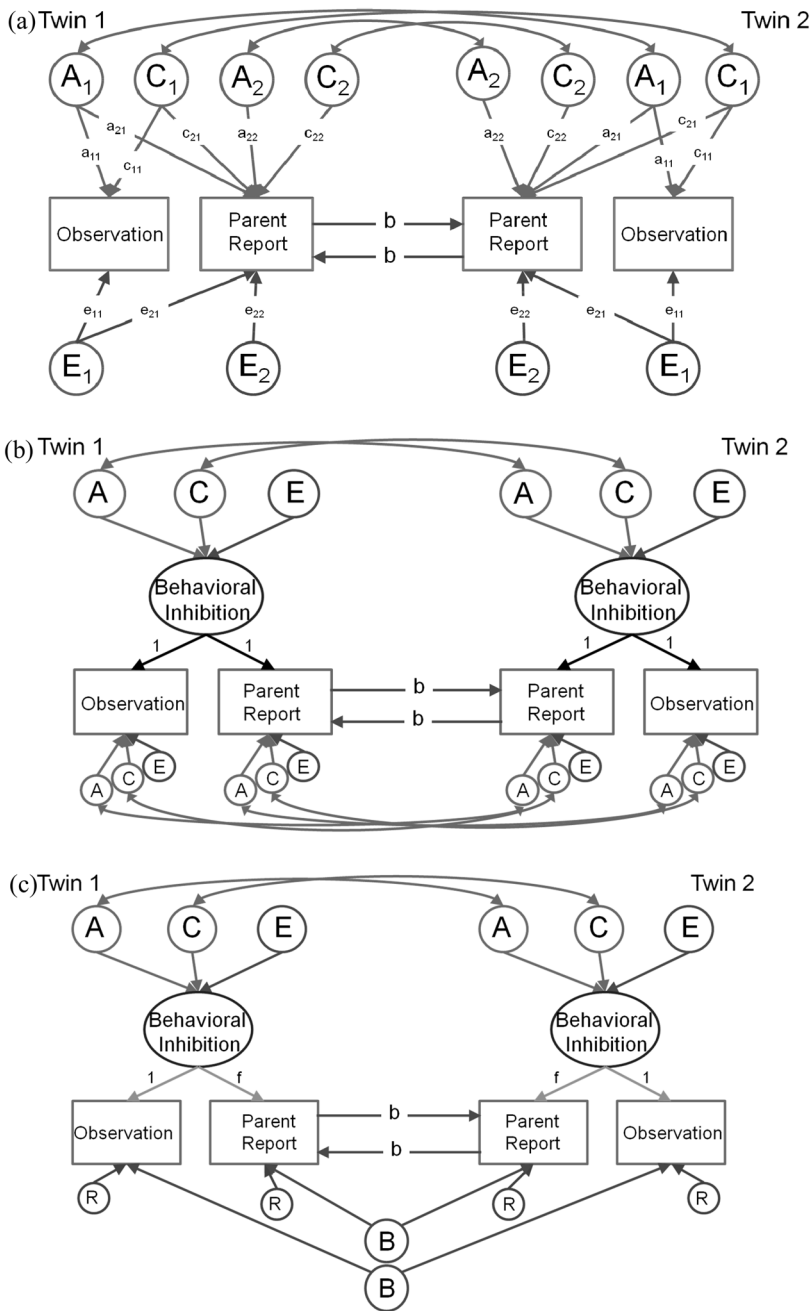 (a) Twin 1 Twin 2
A1 C1 A2 C2 A2 C2 A1 C1
a21 c21 a22 c22 a22 c22 a21 c21
a11 c11 a11 c11
Observation Parent Report b Parent Report Observation
b
e11 e21 e22 e22 e21 e11
E1 E2 E2 E1
(b) Twin 1 Twin 2
A C E A C E
Behavioral Behavioral
Inhibition Inhibition
1 1 1 1
Observation Parent Report b Parent Report Observation
b
A C E A C E A C E A C E
(c) Twin 1 Twin 2
A C E A C E
Behavioral Behavioral
Inhibition Inhibition
1 f f 1
Observation Parent Report b Parent Report Observation
b
R R R R
B
B